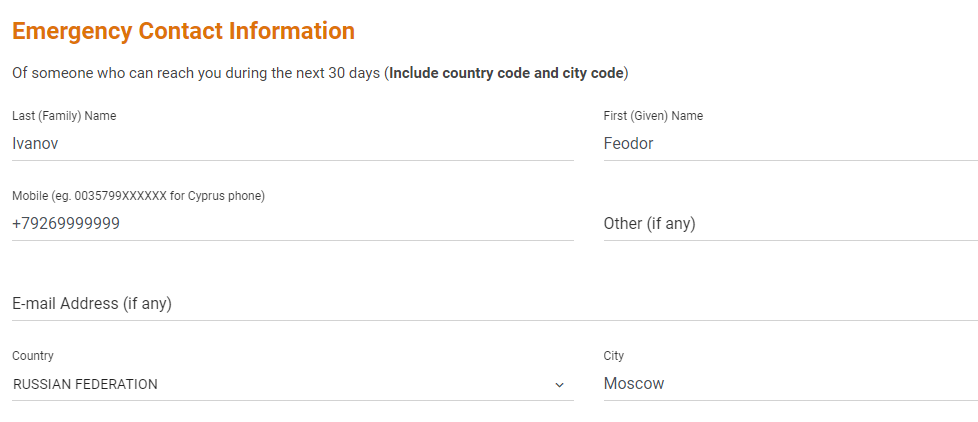 Emergency Contact Information
Of someone who can reach you during the next 30 days (Include country code and city code)
Last (Family) Name
First (Given) Name
Ivanov
Feodor
Mobile (eg. 0035799XXXXXX for Cyprus phone)
+79269999999
Other (if any)
E-mail Address (if any)
Country
City
RUSSIAN FEDERATION
Moscow